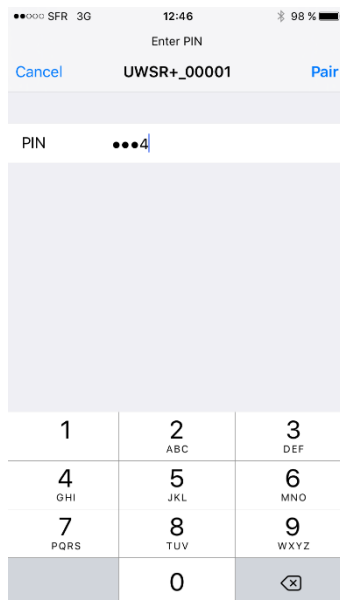 SFR 3G 12:46 98 %
Enter PIN
Cancel UWSR+_00001 Pair
PIN •••4
1 2 3
ABC DEF
4 5 6
GHI JKL MNO
7 8 9
PQRS TUV WXYZ
0